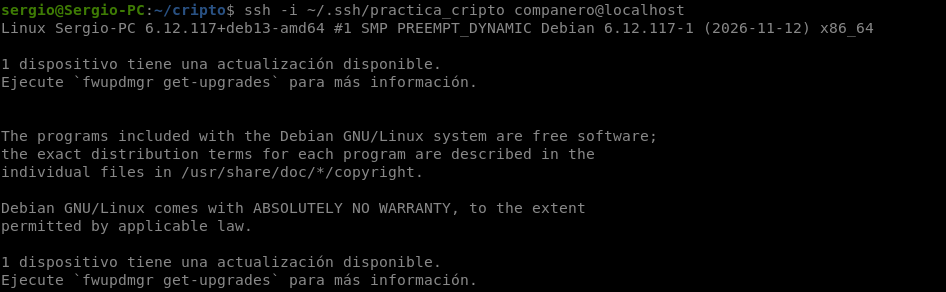 sergio@Sergio-PC:~/cripto$ ssh -i ~/.ssh/practica_cripto companero@localhost
Linux Sergio-PC 6.12.117+deb13-amd64 #1 SMP PREEMPT_DYNAMIC Debian 6.12.117-1 (2026-11-12) x86_64
1 dispositivo tiene una actualización disponible.
Ejecute `fwupdmgr get-upgrades` para más información.
The programs included with the Debian GNU/Linux system are free software;
the exact distribution terms for each program are described in the
individual files in /usr/share/doc/*/copyright.
Debian GNU/Linux comes with ABSOLUTELY NO WARRANTY, to the extent
permitted by applicable law.
1 dispositivo tiene una actualización disponible.
Ejecute `fwupdmgr get-upgrades` para más información.